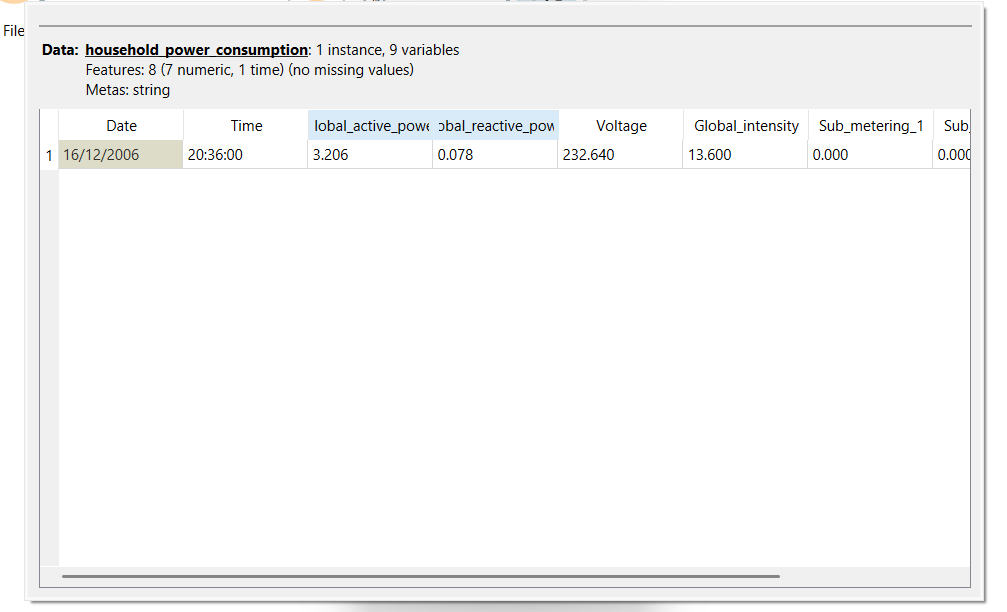 File
Data: household_power_consumption: 1 instance, 9 variables
Features: 8 (7 numeric, 1 time) (no missing values)
Metas: string
Date Time lobal_active_powe obal_reactive_pow Voltage Global_intensity Sub_metering_1 Sub_
1 16/12/2006 20:36:00 3.206 0.078 232.640 13.600 0.000 0.000